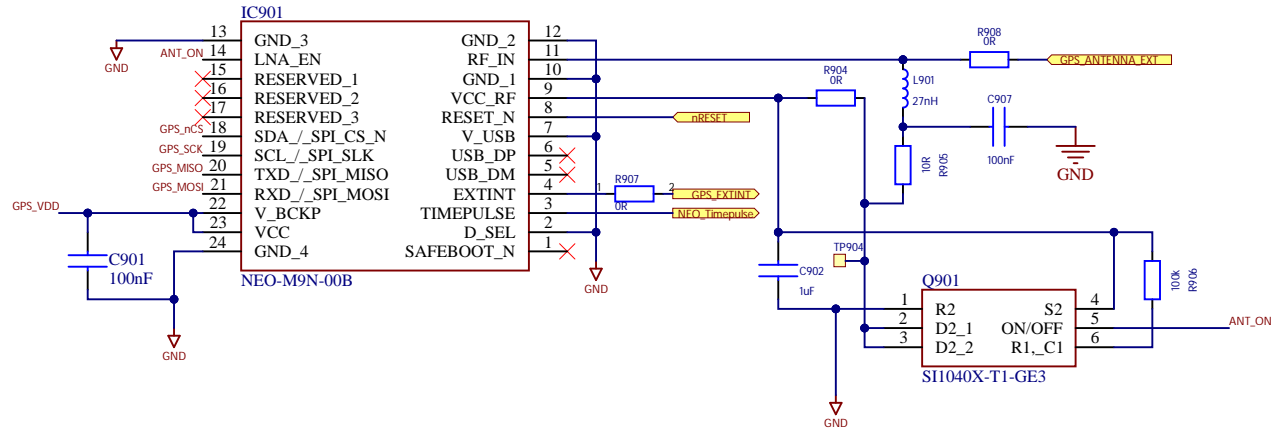 IC901
13 GND_3 GND_2 12
14 LNA_EN RF_IN 11
15 RESERVED_1 GND_1 10
16 RESERVED_2 VCC_RF 9
17 RESERVED_3 RESET_N 8
18 SDA_/_SPI_CS_N V_USB 7
19 SCL_/_SPI_SLK USB_DP 6
20 TXD_/_SPI_MISO USB_DM 5
21 RXD_/_SPI_MOSI EXTINT 4
22 V_BCKP TIMEPULSE 3
23 VCC D_SEL 2
24 GND_4 SAFEBOOT_N 1
NEO-M9N-00B
GND
ANT_ON
GPS_nCS
GPS_SCK
GPS_MISO
GPS_MOSI
GPS_VDD
C901
100nF
GND
nRESET
1 R907 2
0R
GPS_EXTINT
NEO_Timepulse
GND
R908
0R
GPS_ANTENNA_EXT
R904
0R
L901
27nH
C907
100nF
GND
10R
R905
TP904
C902
1uF
GND
Q901
1 R2 S2 4
2 D2_1 ON/OFF 5
3 D2_2 R1,_C1 6
SI1040X-T1-GE3
100k
R906
ANT_ON